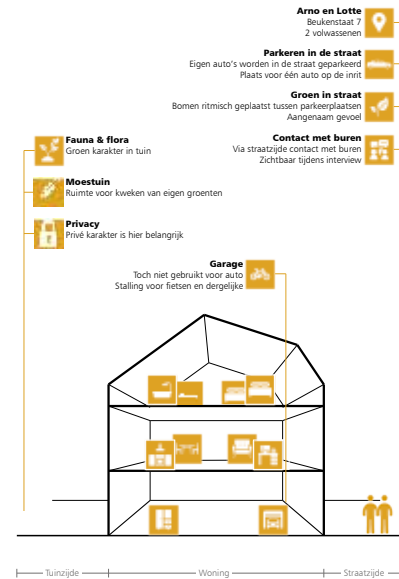 Arno en Lotte
Beukenstaat 7
2 volwassenen
Parkeren in de straat
Eigen auto's worden in de straat geparkeerd
Plaats voor één auto op de inrit
Groen in straat
Bomen ritmisch geplaatst tussen parkeerplaatsen
Aangenaam gevoel
Contact met buren
Via straatzijde contact met buren
Zichtbaar tijdens interview
Fauna & flora
Groen karakter in tuin
Moestuin
Ruimte voor kweken van eigen groenten
Privacy
Privé karakter is hier belangrijk
Garage
Toch niet gebruikt voor auto
Stalling voor fietsen en dergelijke
Tuinzijde
Woning
Straatzijde